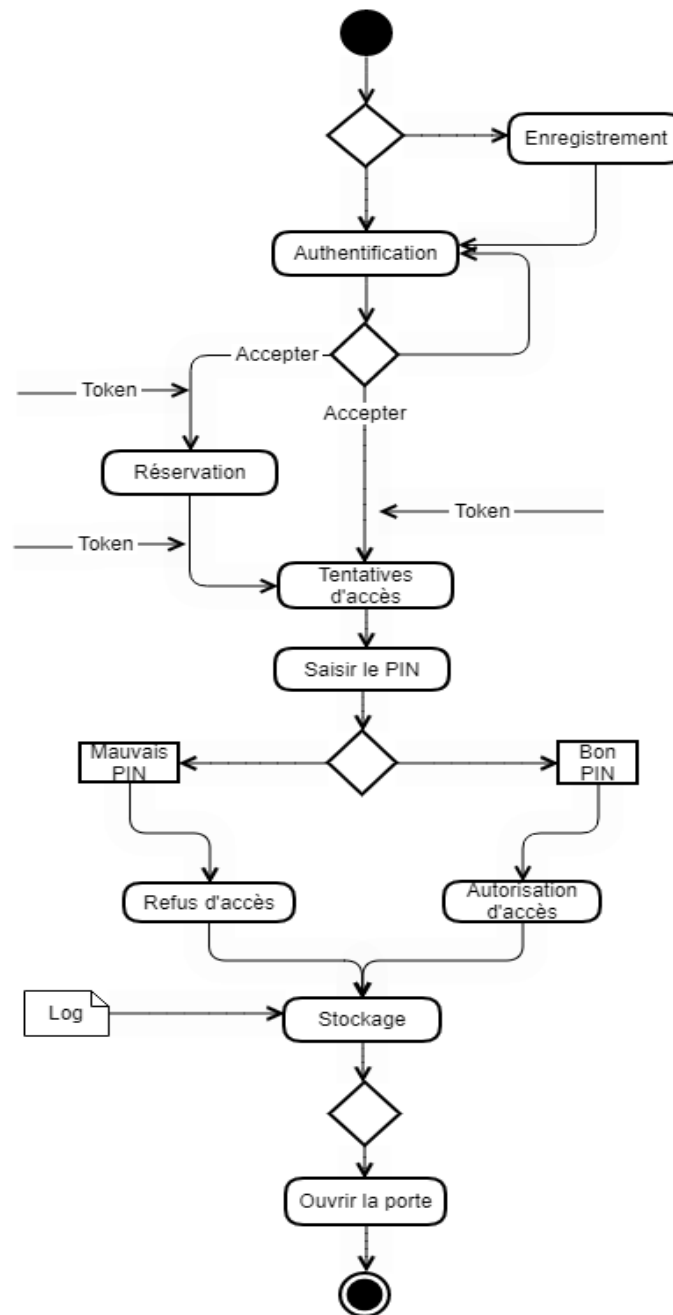 Enregistrement
Authentification
Accepter
Token
Accepter
Réservation
Token
Token
Tentatives
d'accès
Saisir le PIN
Mauvais
PIN
Bon
PIN
Refus d'accès
Autorisation
d'accès
Log
Stockage
Ouvrir la porte